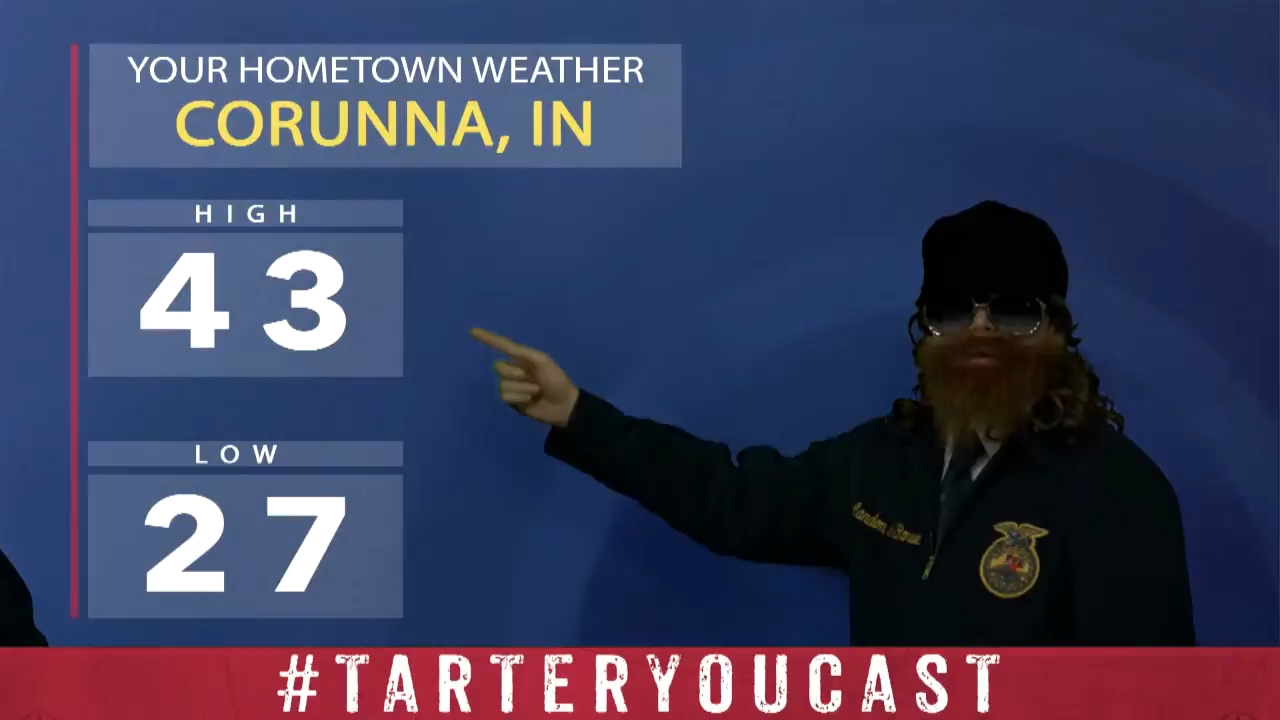 YOUR HOMETOWN WEATHER
CORUNNA, IN
HIGH
43
LOW
27
#TARTERYOUCAST